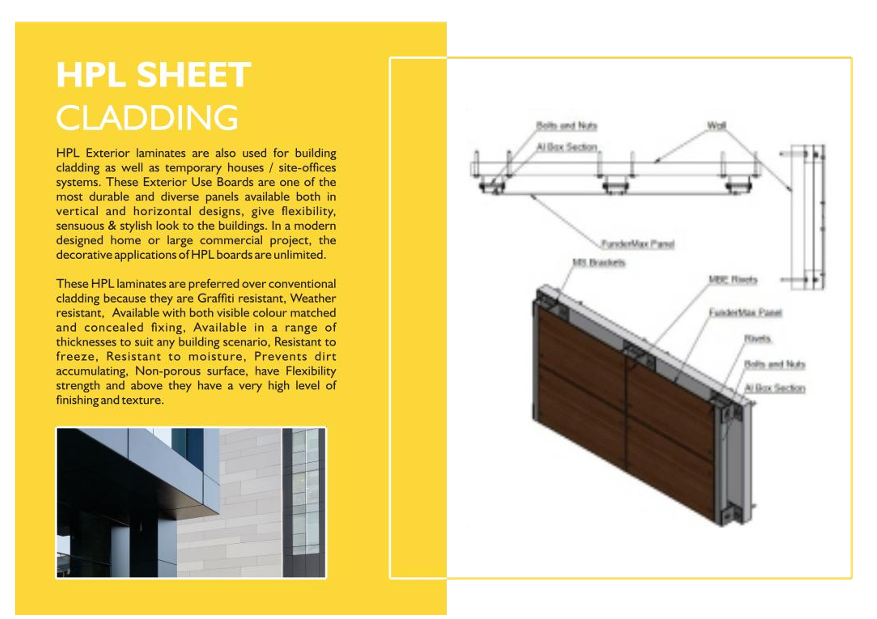 HPL SHEET
CLADDING
HPL Exterior laminates are also used for building
cladding as well as temporary houses / site-offices
systems. These Exterior Use Boards are one of the
most durable and diverse panels available both in
vertical and horizontal designs, give flexibility,
sensuous & stylish look to the buildings. In a modern
designed home or large commercial project, the
decorative applications of HPL boards are unlimited.
These HPL laminates are preferred over conventional
cladding because they are Graffiti resistant, Weather
resistant, Available with both visible colour matched
and concealed fixing, Available in a range of
thicknesses to suit any building scenario, Resistant to
freeze, Resistant to moisture, Prevents dirt
accumulating, Non-porous surface, have Flexibility
strength and above they have a very high level of
finishing and texture.
Bolts and Nuts
Wall
Al Box Section
FunderMax Panel
MS Brackets
MBE Rivets
FunderMax Panel
Rivets
Bolts and Nuts
Al Box Section